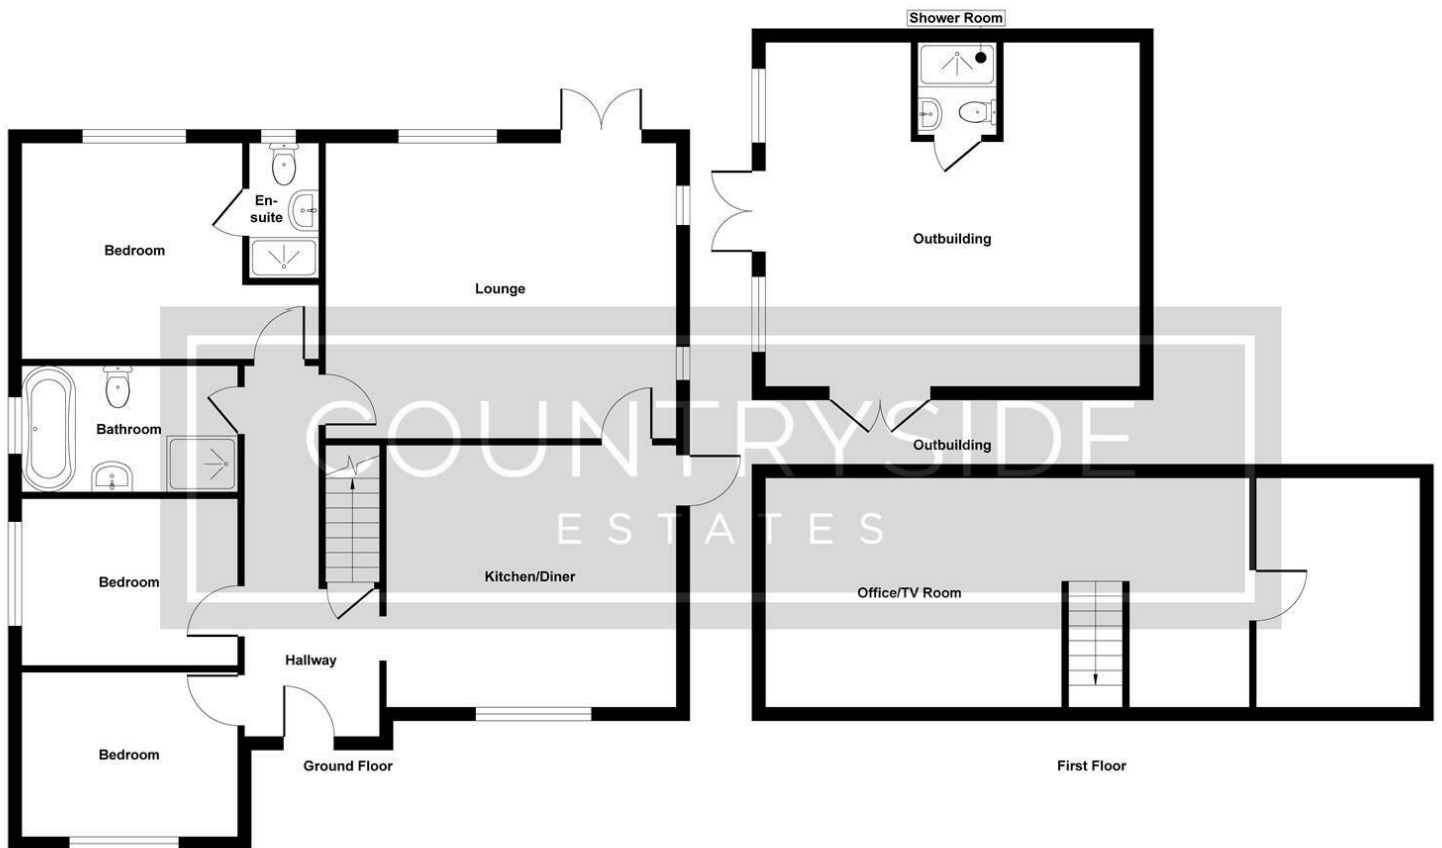 Shower Room
En-
suite
Bedroom
Outbuilding
Lounge
COUNTRYSIDE
ESTATES
Bathroom
Outbuilding
Bedroom
Kitchen/Diner
Office/TV Room
Hallway
Bedroom
Ground Floor
First Floor